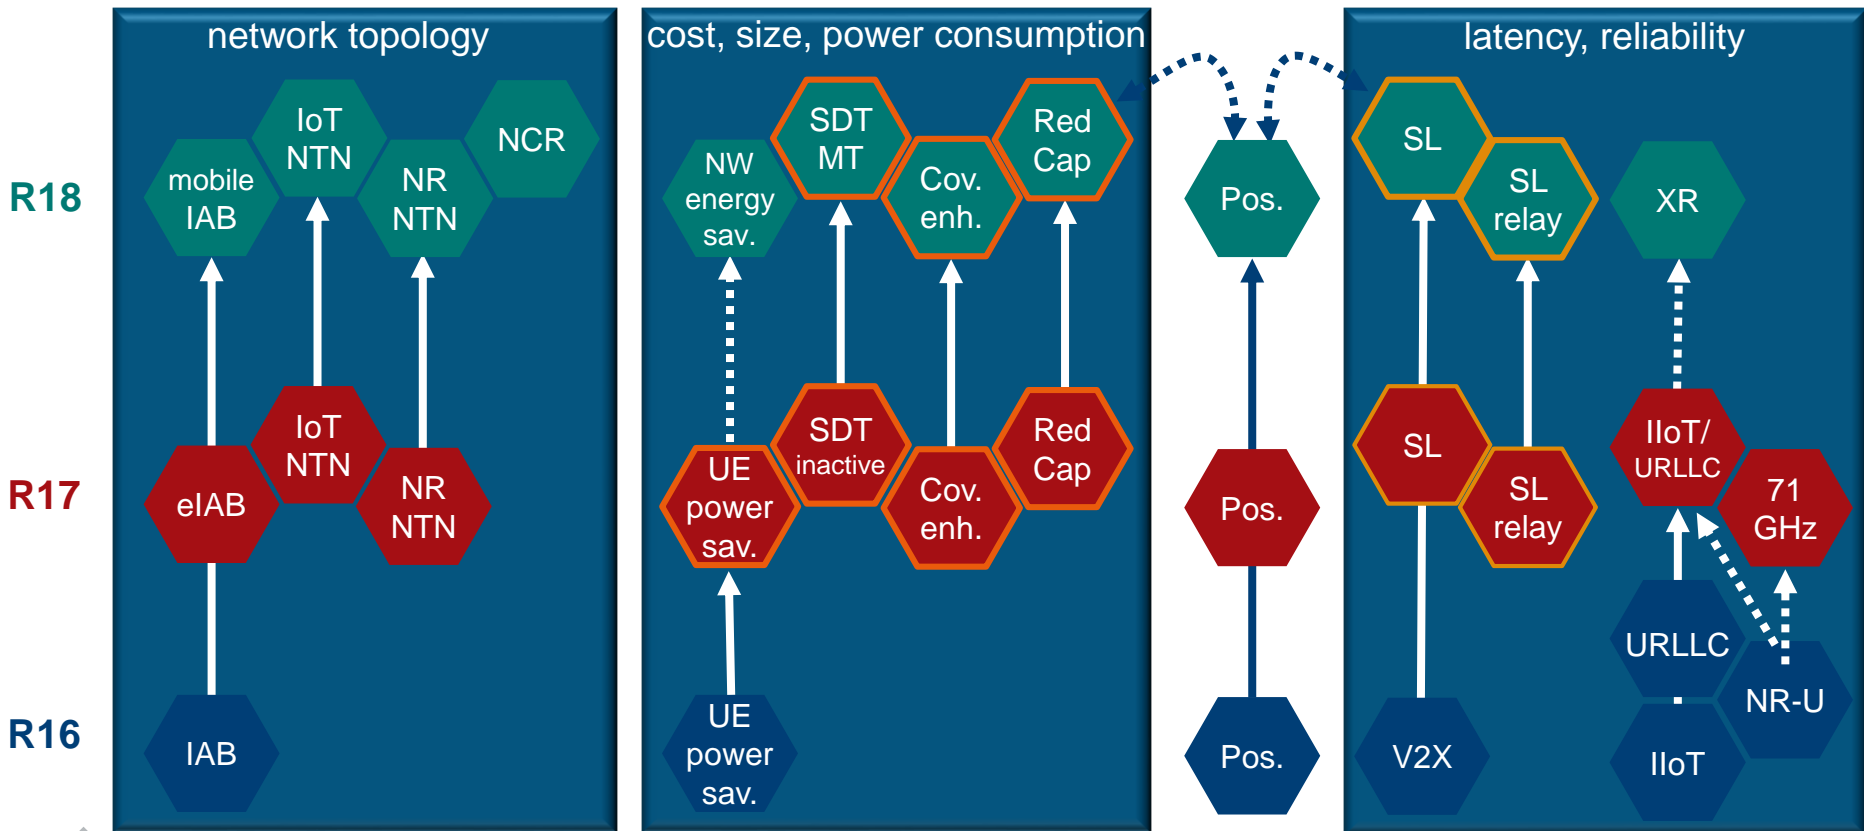 network topology
cost, size, power consumption
latency, reliability
R18
mobile
IAB
IoT
NTN
NR
NTN
NCR
NW
energy
sav.
SDT
MT
Cov.
enh.
Red
Cap
Pos.
SL
SL
relay
XR
R17
eIAB
IoT
NTN
NR
NTN
UE
power
sav.
SDT
inactive
Cov.
enh.
Red
Cap
Pos.
SL
SL
relay
IIoT/
URLLC
71
GHz
R16
IAB
UE
power
sav.
Pos.
V2X
URLLC
IIoT
NR-U